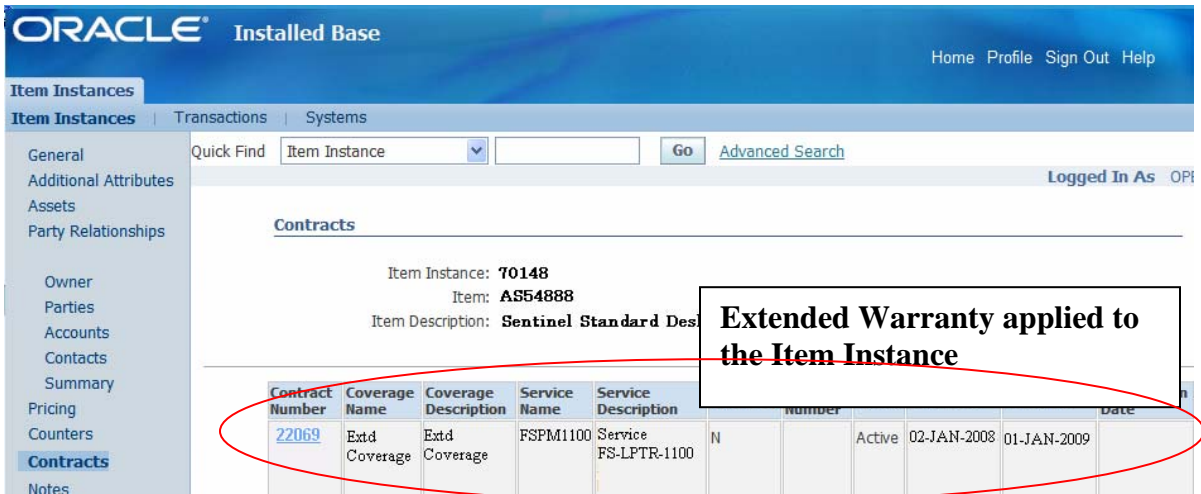 ORACLE® Installed Base
Home Profile Sign Out Help
Item Instances
Item Instances | Transactions | Systems
General
Additional Attributes
Assets
Party Relationships
Owner
Parties
Accounts
Contacts
Summary
Pricing
Counters
Contracts
Notes
Quick Find Item Instance Go Advanced Search
Logged In As
Contracts
Item Instance: 70148
Item: AS54888
Item Description: Sentinel Standard
Extended Warranty applied to
the Item Instance
Contract Coverage Coverage Service Service
Number Name Description Name Description Number Date
22069 Extd Extd FSPM1100 Service N Active 02-JAN-2008 01-JAN-2009
Coverage Coverage FS-LPTR-1100